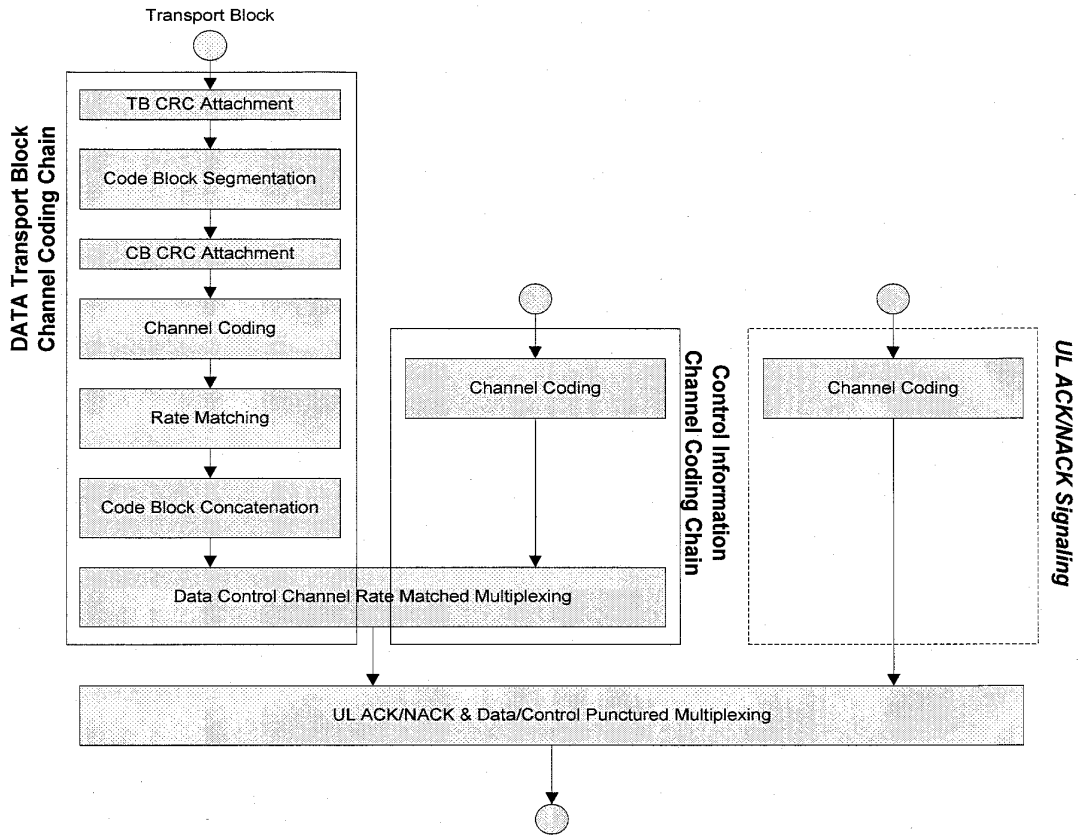 Transport Block
DATA Transport Block
Channel Coding Chain
TB CRC Attachment
Code Block Segmentation
CB CRC Attachment
Channel Coding
Rate Matching
Code Block Concatenation
Channel Coding
Control Information
Channel Coding Chain
Channel Coding
UL ACK/NACK Signaling
Data Control Channel Rate Matched Multiplexing
UL ACK/NACK & Data/Control Punctured Multiplexing